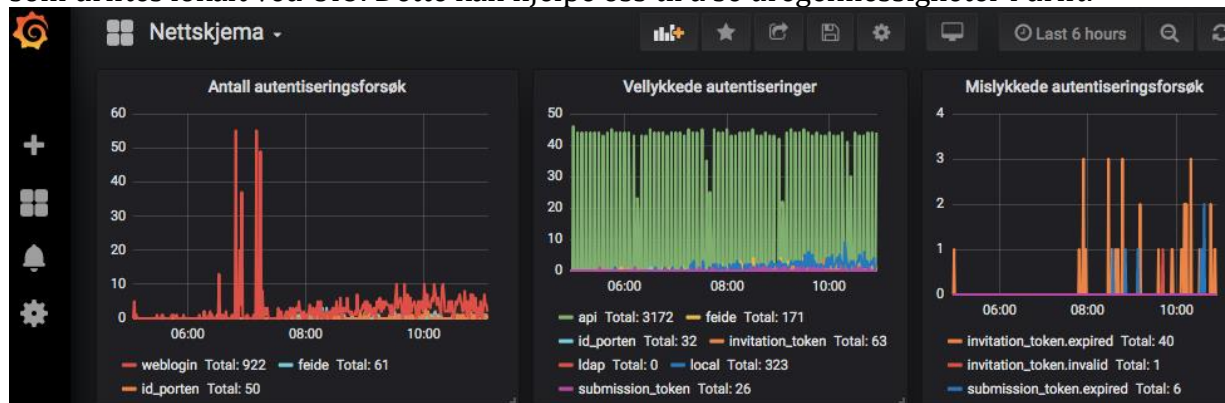 Nettskjema
Last 6 hours
Antall autentiseringsforsøk
60
50
40
30
20
10
0
06:00 08:00 10:00
weblogin Total: 922 feide Total: 61
id_porten Total: 50
Vellykkede autentiseringer
50
40
30
20
10
0
06:00 08:00 10:00
api Total: 3172 feide Total: 171
id_porten Total: 32 invitation_token Total: 63
ldap Total: 0 local Total: 323
submission_token Total: 26
Mislykkede autentiseringsforsøk
4
3
2
1
0
06:00 08:00 10:00
invitation_token.expired Total: 40
invitation_token.invalid Total: 1
submission_token.expired Total: 6